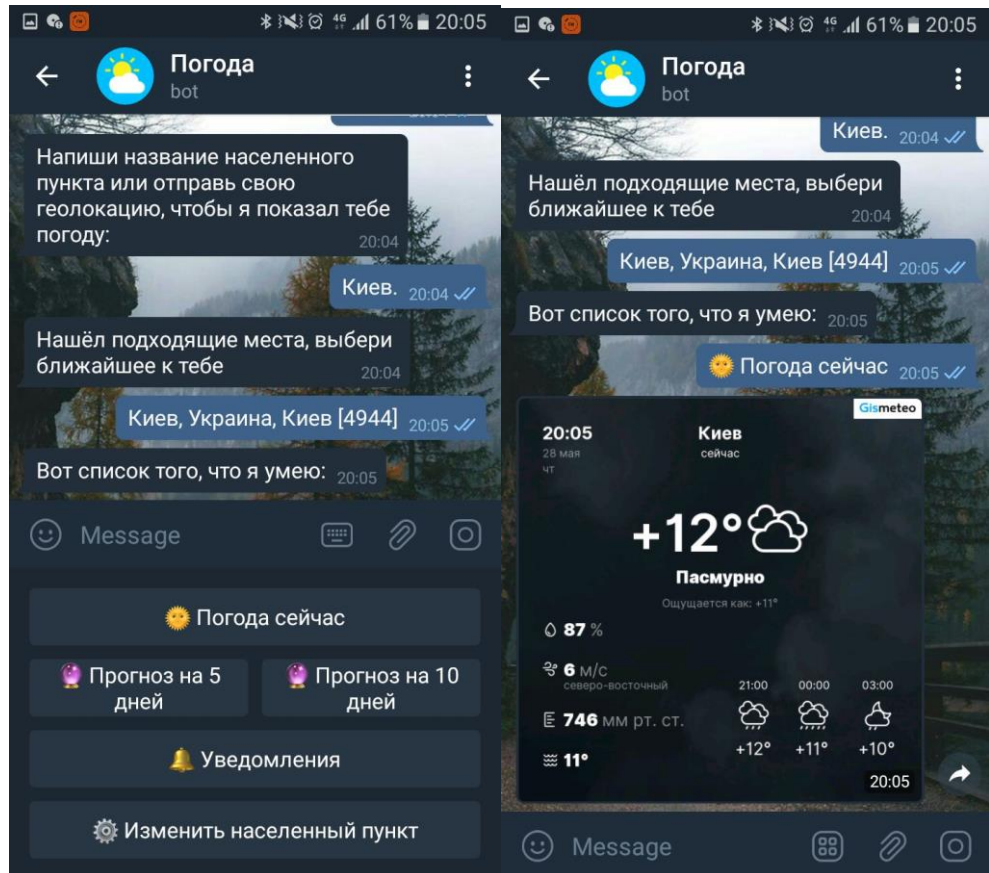 61% 20:05
Погода
bot
Напиши название населенного
пункта или отправь свою
геолокацию, чтобы я показал тебе
погоду:
20:04
Киев. 20:04
Нашёл подходящие места, выбери
ближайшее к тебе
20:04
Киев, Украина, Киев [4944] 20:05
Вот список того, что я умею: 20:05
Message
Погода сейчас
Прогноз на 5
дней
Прогноз на 10
дней
Уведомления
Изменить населенный пункт
4G 61% 20:05
Погода
bot
Киев. 20:04
Нашёл подходящие места, выбери
ближайшее к тебе
20:04
Киев, Украина, Киев [4944] 20:05
Вот список того, что я умею: 20:05
Погода сейчас 20:05
Gismeteo
20:05
28 мая
чт
Киев
сейчас
+12°
Пасмурно
Ощущается как: +11°
87 %
6 м/с
северо-восточный
746 мм рт. ст.
11°
21:00 00:00 03:00
+12° +11° +10°
20:05
Message